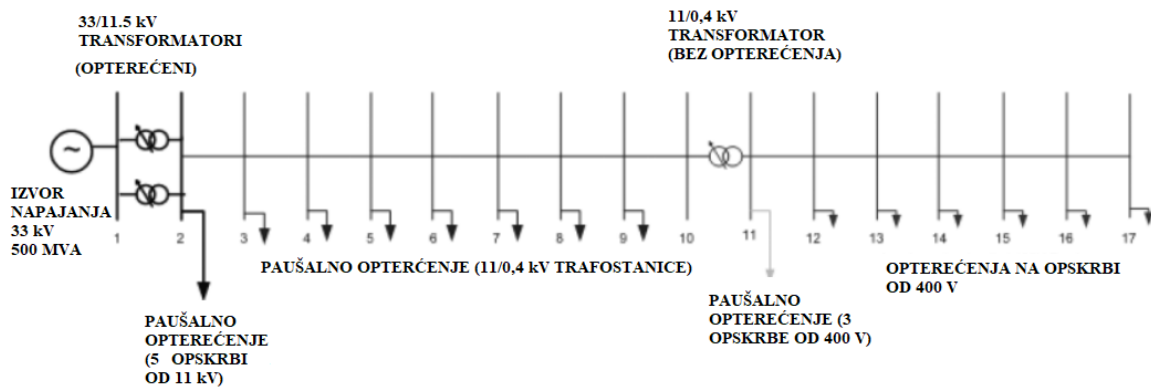 33/11.5 kV
TRANSFORMATORI
(OPTEREĆENI)
11/0,4 kV
TRANSFORMATOR
(BEZ OPTEREĆENJA)
~
IZVOR
NAPAJANJA
33 kV
500 MVA
1 2 3 4 5 6 7 8 9 10 11 12 13 14 15 16 17
PAUŠALNO OPTERĆENJE (11/0,4 kV TRAFOSTANICE)
OPTEREĆENJA NA OPSKRBI
OD 400 V
PAUŠALNO
OPTEREĆENJE
(5 OPSKRBI
OD 11 kV)
PAUŠALNO
OPTEREĆENJE (3
OPSKRBE OD 400 V)